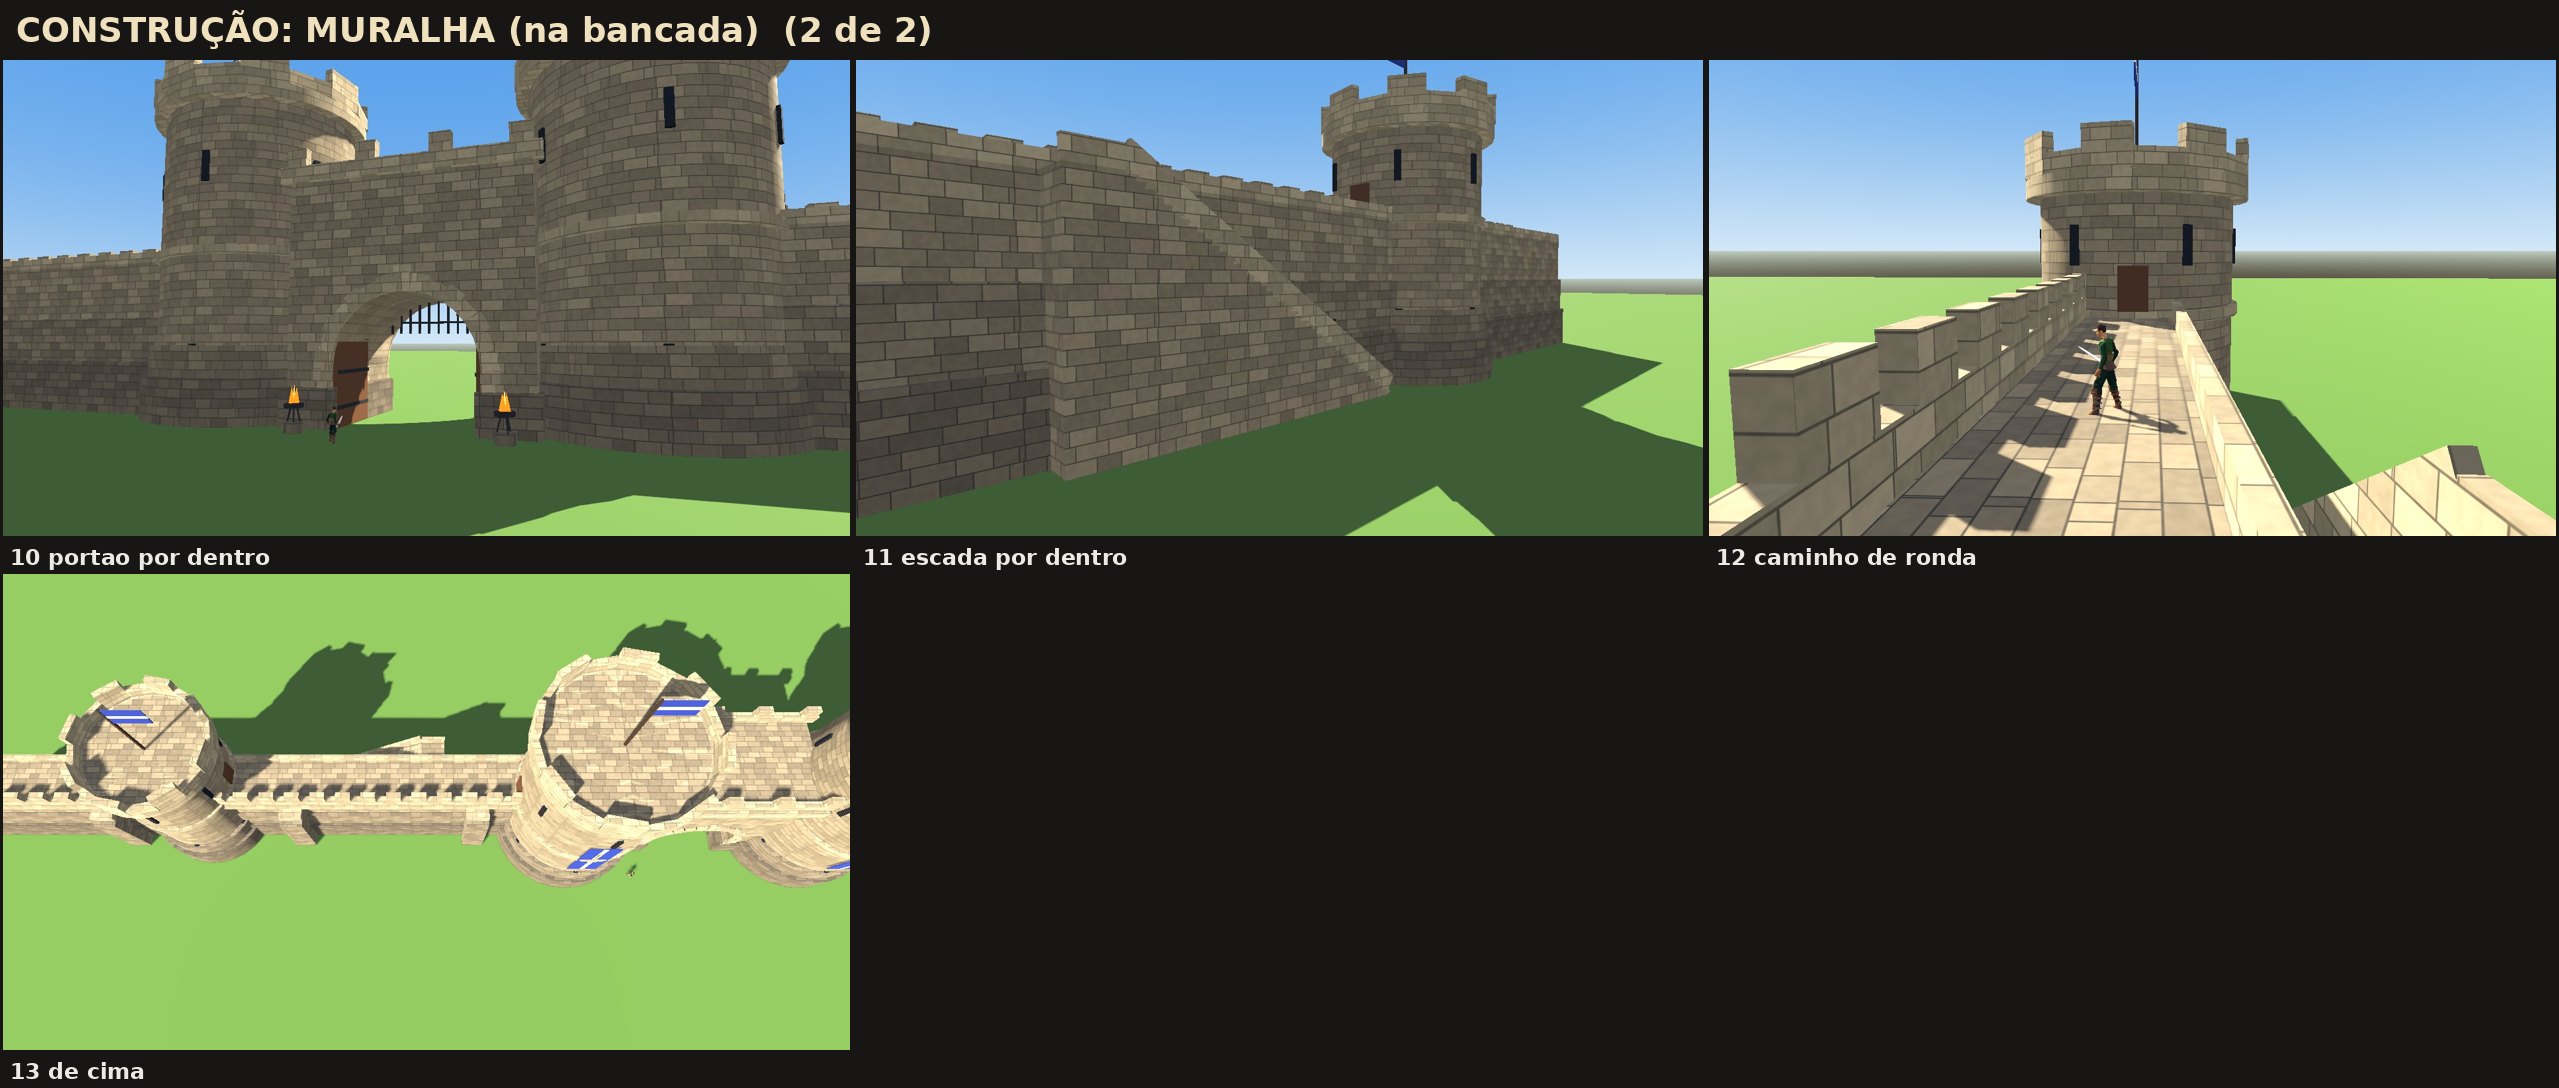 CONSTRUÇÃO: MURALHA (na bancada) (2 de 2)
10 portao por dentro
11 escada por dentro
12 caminho de ronda
13 de cima